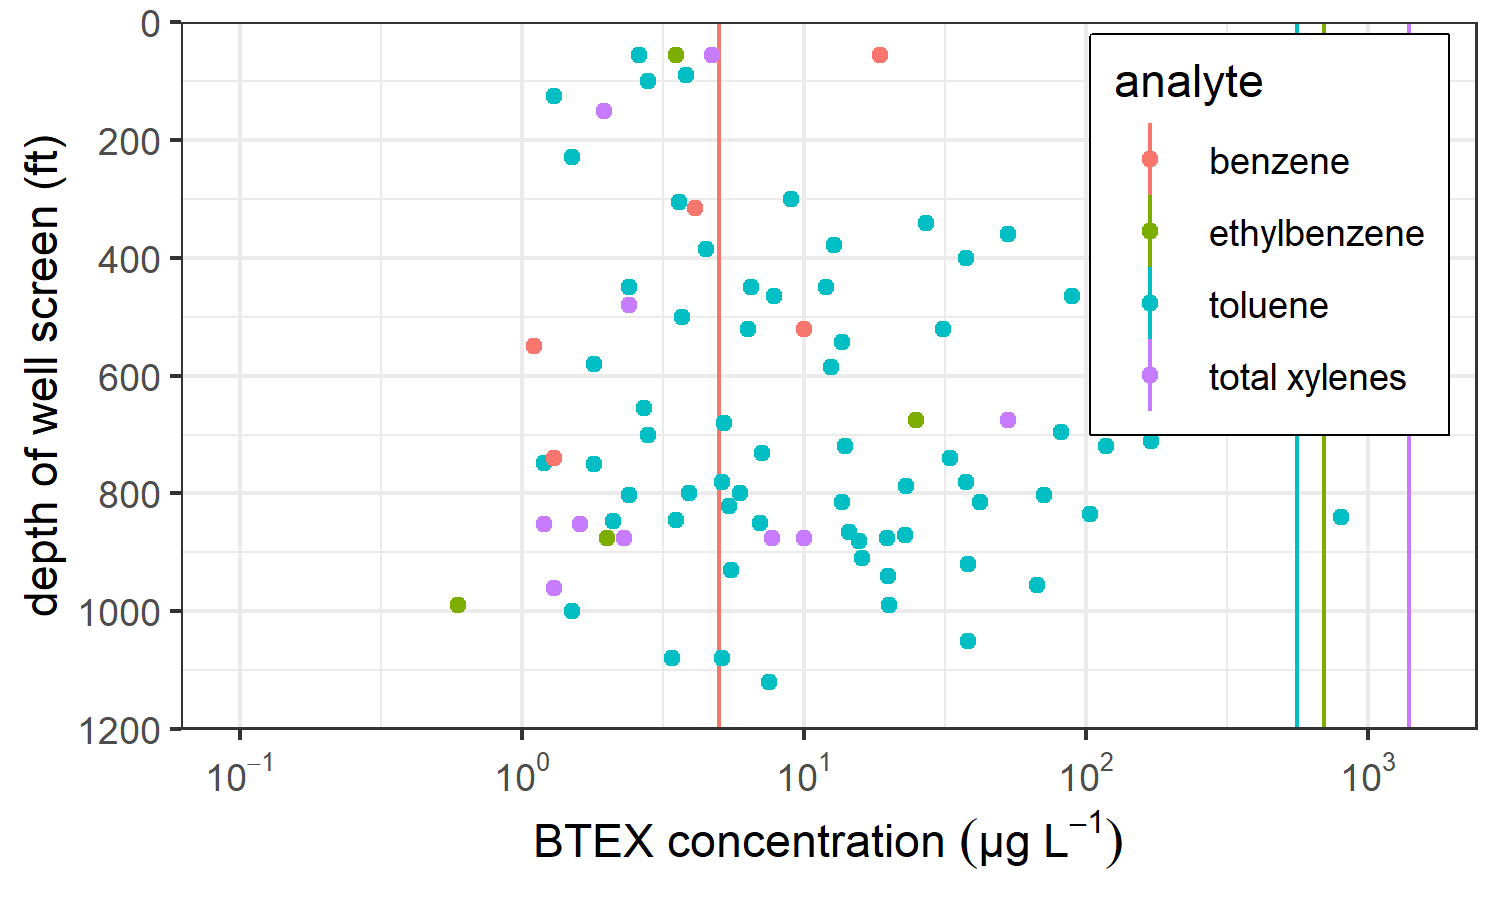 0
200
400
600
800
1000
1200
depth of well screen (ft)
10⁻¹
10⁰
10¹
10²
10³
BTEX concentration (µg L⁻¹)
analyte
benzene
ethylbenzene
toluene
total xylenes